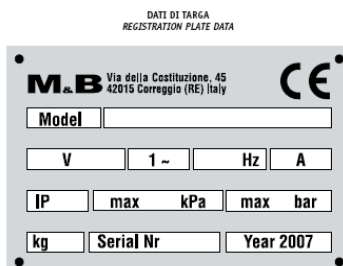 DATI DI TARGA
REGISTRATION PLATE DATA
M&B Via della Costituzione, 45
42015 Correggio (RE) Italy
CE
Model
V 1 ~ Hz A
IP max kPa max bar
kg Serial Nr Year 2007